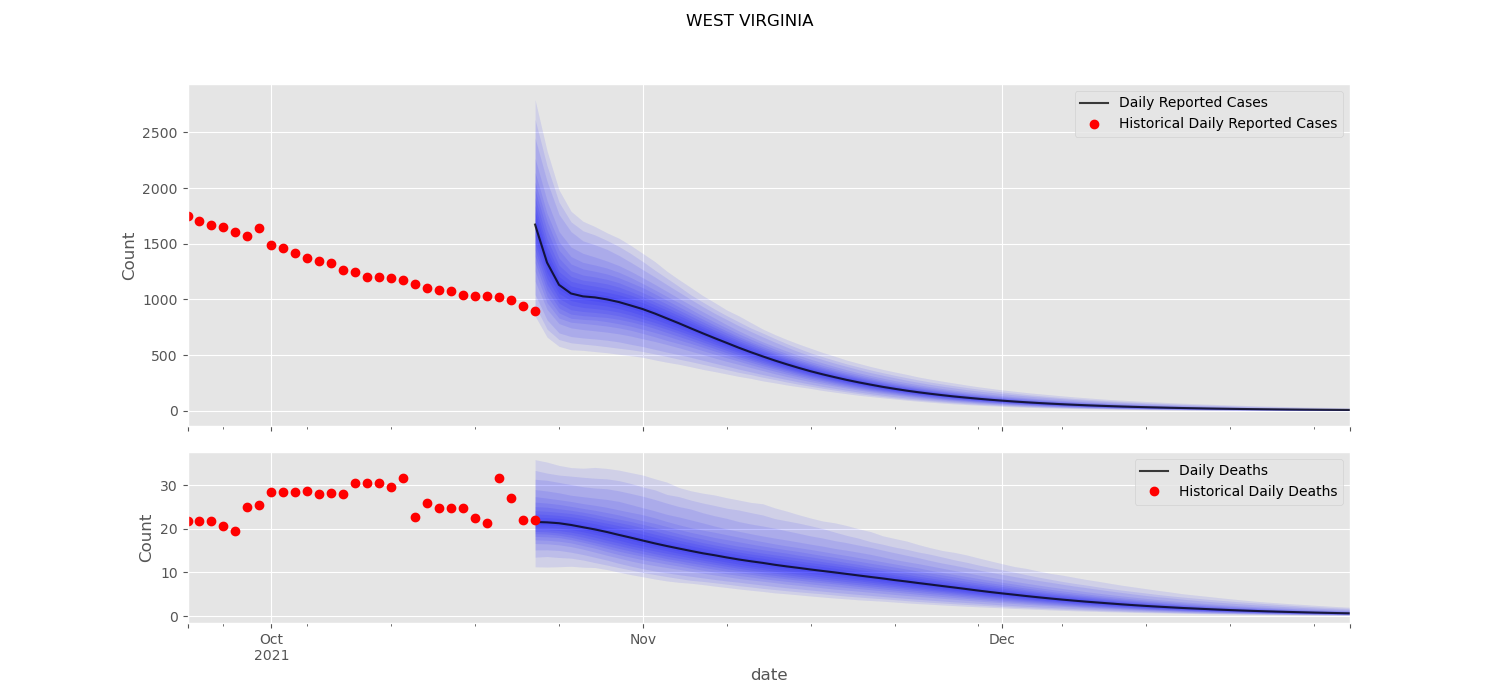 WEST VIRGINIA
Count
2500
2000
1500
1000
500
0
Daily Reported Cases
Historical Daily Reported Cases
Count
30
20
10
0
Daily Deaths
Historical Daily Deaths
Oct
2021
Nov
Dec
date